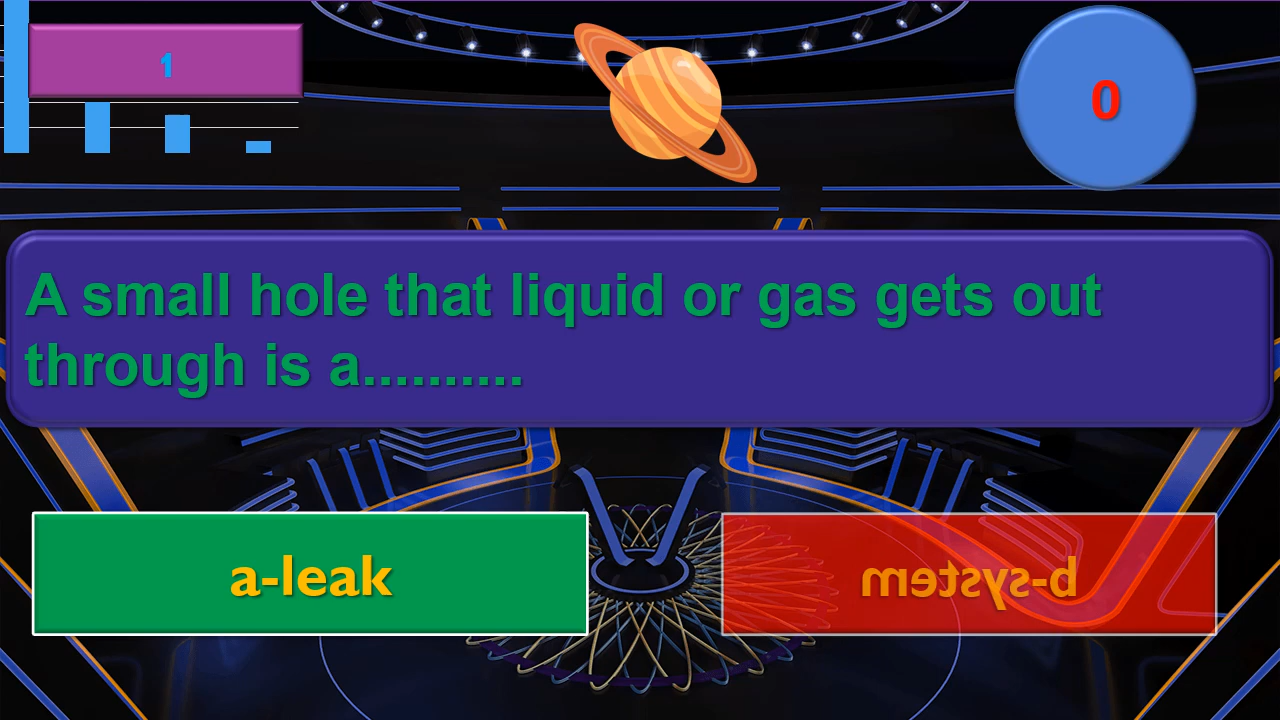 1
0
A small hole that liquid or gas gets out
through is a..........
a-leak
b-system